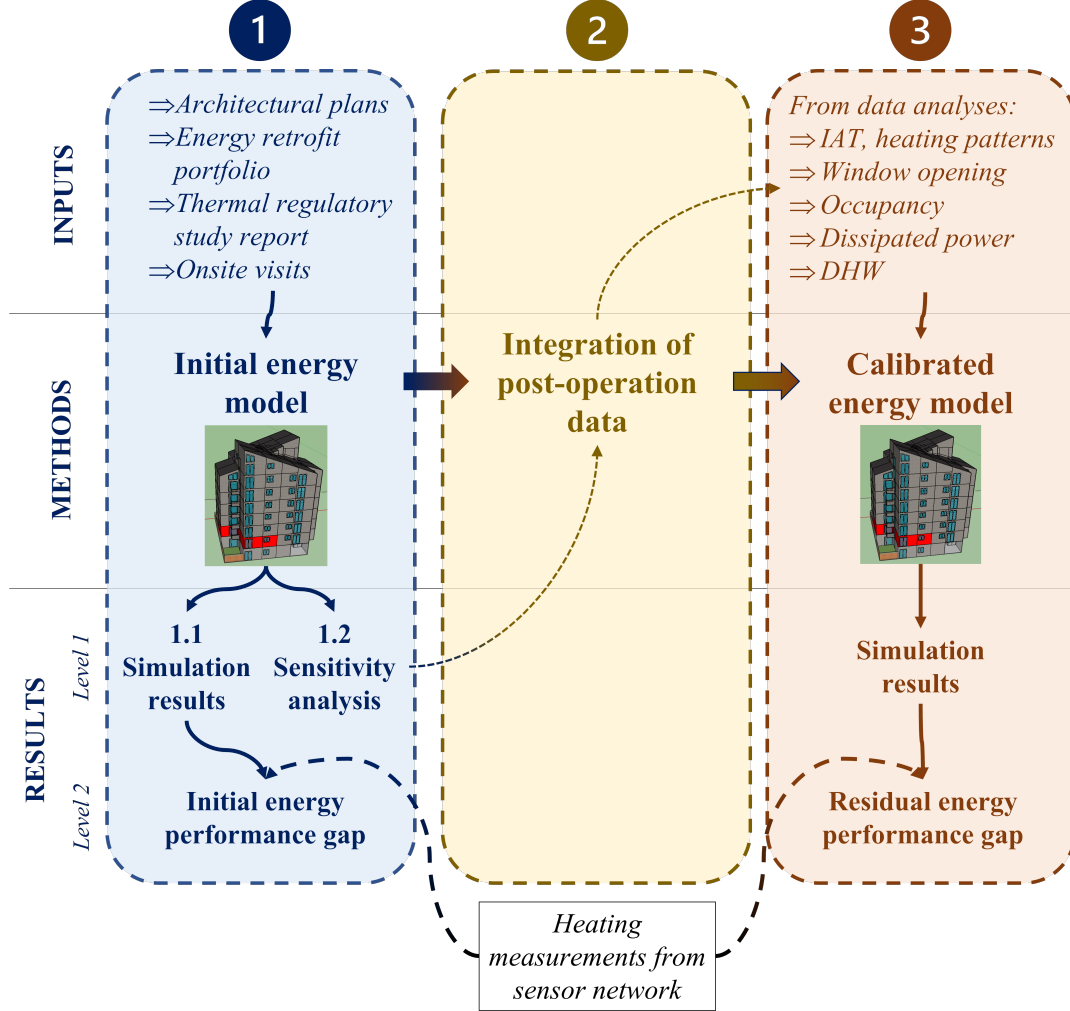 1
2
3
INPUTS
⇒Architectural plans
⇒Energy retrofit
portfolio
⇒Thermal regulatory
study report
⇒Onsite visits
From data analyses:
⇒IAT, heating patterns
⇒Window opening
⇒Occupancy
⇒Dissipated power
⇒DHW
METHODS
Initial energy
model
Integration of
post-operation
data
Calibrated
energy model
RESULTS
Level 1
1.1
Simulation
results
1.2
Sensitivity
analysis
Simulation
results
Level 2
Initial energy
performance gap
Residual energy
performance gap
Heating
measurements from
sensor network